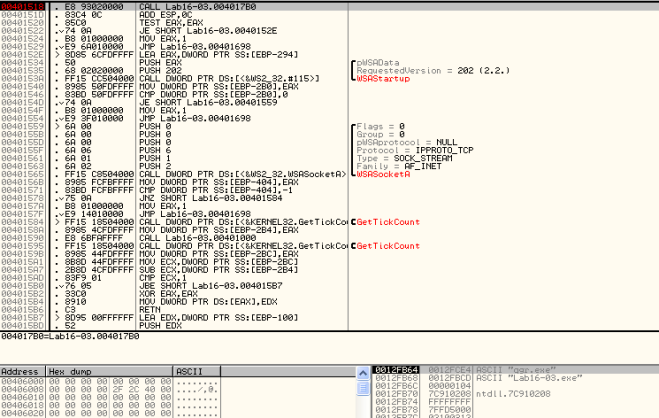 00401518 . E8 93020000 CALL Lab16-03.004017B0
0040151D . 83C4 0C ADD ESP,0C
00401520 . 85C0 TEST EAX,EAX
00401522 .v74 0A JE SHORT Lab16-03.0040152E
00401524 . B8 01000000 MOV EAX,1
00401529 .vE9 6A010000 JMP Lab16-03.00401698
0040152E > 8D85 6CFDFFFF LEA EAX,DWORD PTR SS:[EBP-294]
00401534 . 50 PUSH EAX pWSAData
00401535 . 68 02020000 PUSH 202 RequestedVersion = 202 (2.2.)
0040153A . FF15 CC504000 CALL DWORD PTR DS:[<&WS2_32.#115>] WSAStartup
00401540 . 8985 50FDFFFF MOV DWORD PTR SS:[EBP-2B0],EAX
00401546 . 83BD 50FDFFFF CMP DWORD PTR SS:[EBP-2B0],0
0040154D .v74 0A JE SHORT Lab16-03.00401559
0040154F . B8 01000000 MOV EAX,1
00401554 .vE9 3F010000 JMP Lab16-03.00401698
00401559 > 6A 00 PUSH 0 Flags = 0
0040155B . 6A 00 PUSH 0 Group = 0
0040155D . 6A 00 PUSH 0 pWSAprotocol = NULL
0040155F . 6A 06 PUSH 6 Protocol = IPPROTO_TCP
00401561 . 6A 01 PUSH 1 Type = SOCK_STREAM
00401563 . 6A 02 PUSH 2 Family = AF_INET
00401565 . FF15 C8504000 CALL DWORD PTR DS:[<&WS2_32.WSASocketA> WSASocketA
0040156B . 8985 FCFBFFFF MOV DWORD PTR SS:[EBP-404],EAX
00401571 . 83BD FCFBFFFF CMP DWORD PTR SS:[EBP-404],-1
00401578 .v75 0A JNZ SHORT Lab16-03.00401584
0040157A . B8 01000000 MOV EAX,1
0040157F .vE9 14010000 JMP Lab16-03.00401698
00401584 > FF15 18504000 CALL DWORD PTR DS:[<&KERNEL32.GetTickCou GetTickCount
0040158A . 8985 4CFDFFFF MOV DWORD PTR SS:[EBP-2B4],EAX
00401590 . E8 6BFAFFFF CALL Lab16-03.00401000
00401595 . FF15 18504000 CALL DWORD PTR DS:[<&KERNEL32.GetTickCou GetTickCount
0040159B . 8985 44FDFFFF MOV DWORD PTR SS:[EBP-2BC],EAX
004015A1 . 8B8D 44FDFFFF MOV ECX,DWORD PTR SS:[EBP-2BC]
004015A7 . 2B8D 4CFDFFFF SUB ECX,DWORD PTR SS:[EBP-2B4]
004015AD . 83F9 01 CMP ECX,1
004015B0 .v76 05 JBE SHORT Lab16-03.004015B7
004015B2 . 33C0 XOR EAX,EAX
004015B4 . 8910 MOV DWORD PTR DS:[EAX],EDX
004015B6 . C3 RETN
004015B7 > 8D95 00FFFFFF LEA EDX,DWORD PTR SS:[EBP-100]
004015BD . 52 PUSH EDX
004017B0=Lab16-03.004017B0
Address Hex dump ASCII
00406000 00 00 00 00 00 00 00 00 ........
00406008 00 00 00 00 2F 2C 40 00 ..../,@.
00406010 00 00 00 00 00 00 00 00 ........
00406018 00 00 00 00 00 00 00 00 ........
00406020 00 00 00 00 00 00 00 00 ........
0012FB64 0012FCE4 ASCII "qgr.exe"
0012FB68 0012FBCD ASCII "Lab16-03.exe"
0012FB6C 00000104
0012FB70 7C910208 ntdll.7C910208
0012FB74 FFFFFFFF
0012FB78 7FFD5000